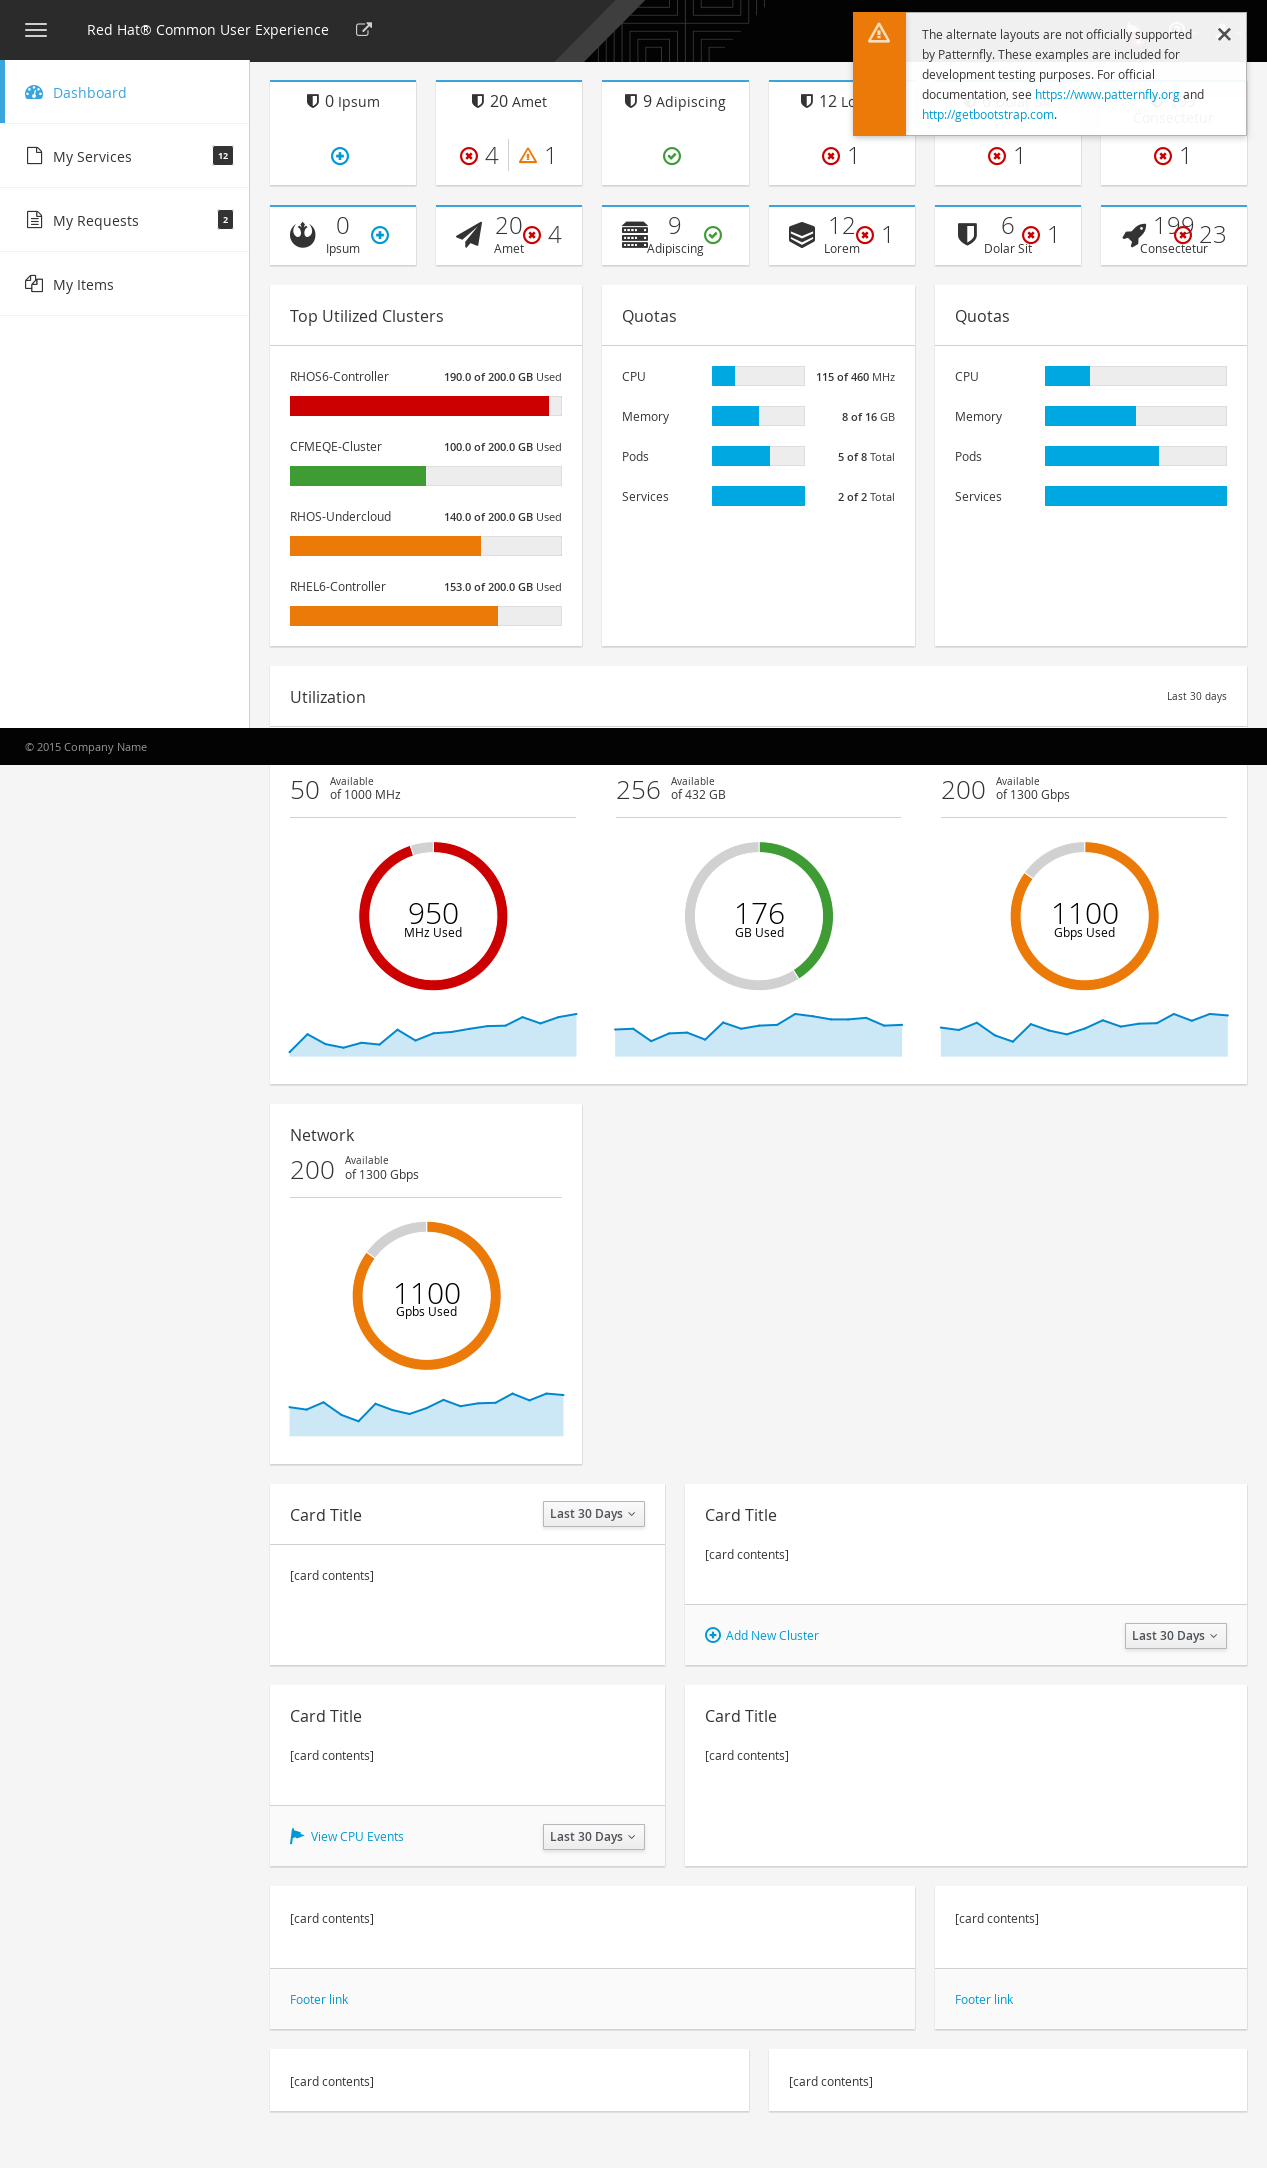 Red Hat® Common User Experience
The alternate layouts are not officially supported
by Patternfly. These examples are included for
development testing purposes. For official
documentation, see https://www.patternfly.org and
http://getbootstrap.com.
Dashboard
My Services 12
My Requests 2
My Items
0 Ipsum
20 Amet
4 1
9 Adipiscing
12 Lo
1
1
Consectetur
1
0
Ipsum
20
Amet
4
9
Adipiscing
12
Lorem
1
6
Dolar Sit
1
199
Consectetur
23
Top Utilized Clusters
RHOS6-Controller 190.0 of 200.0 GB Used
CFMEQE-Cluster 100.0 of 200.0 GB Used
RHOS-Undercloud 140.0 of 200.0 GB Used
RHEL6-Controller 153.0 of 200.0 GB Used
Quotas
CPU 115 of 460 MHz
Memory 8 of 16 GB
Pods 5 of 8 Total
Services 2 of 2 Total
Quotas
CPU
Memory
Pods
Services
Utilization Last 30 days
© 2015 Company Name
50 Available
of 1000 MHz
950
MHz Used
256 Available
of 432 GB
176
GB Used
200 Available
of 1300 Gbps
1100
Gbps Used
Network
200 Available
of 1300 Gbps
1100
Gpbs Used
Card Title Last 30 Days
[card contents]
Card Title
[card contents]
Add New Cluster Last 30 Days
Card Title
[card contents]
View CPU Events Last 30 Days
Card Title
[card contents]
[card contents]
Footer link
[card contents]
Footer link
[card contents]
[card contents]